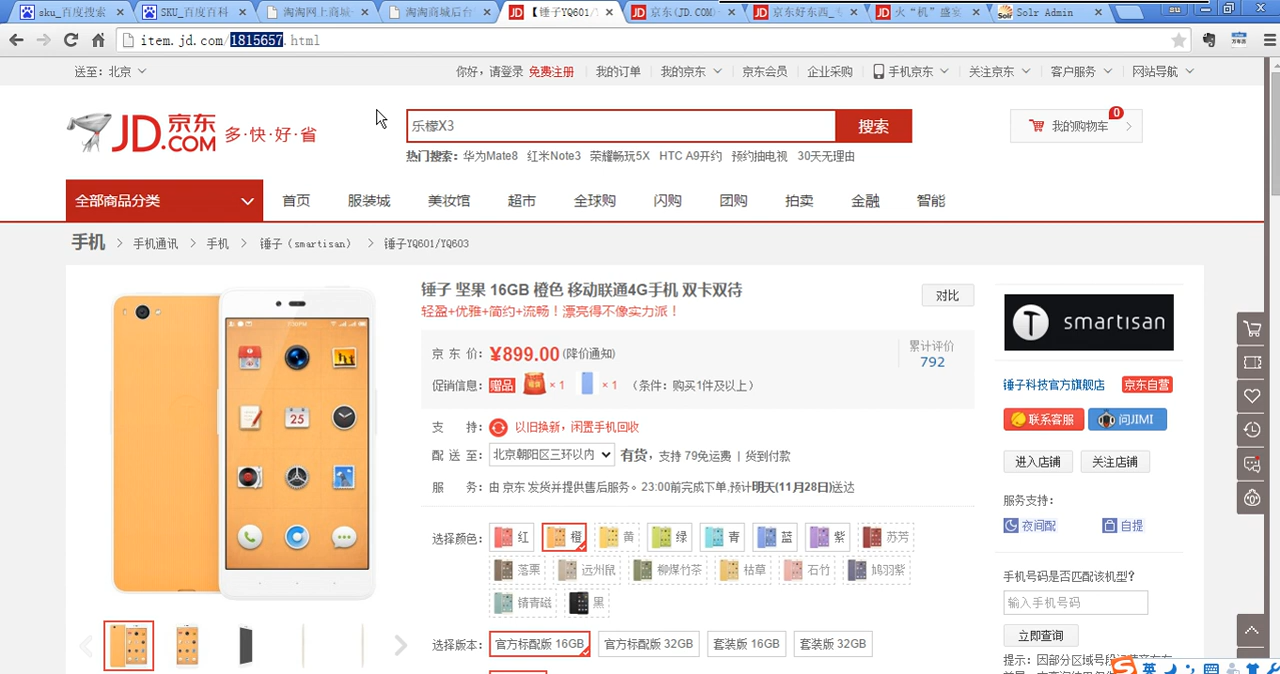 sku_百度搜索
SKU_百度百科
淘淘网上商城-
淘淘商城后台
【锤子YQ601/
京东(JD.COM)-
京东好东西_
火“机”盛宴
Solr Admin
item.jd.com/1815657.html
送至：北京
你好，请登录 免费注册
我的订单
我的京东
京东会员
企业采购
手机京东
关注京东
客户服务
网站导航
JD京东.COM
多·快·好·省
乐檬X3
搜索
0
我的购物车
热门搜索: 华为Mate8 红米Note3 荣耀畅玩5X HTC A9开约 预约抽电视 30天无理由
全部商品分类
首页 服装城 美妆馆 超市 全球购 闪购 团购 拍卖 金融 智能
手机 > 手机通讯 > 手机 > 锤子（smartisan） > 锤子YQ601/YQ603
锤子 坚果 16GB 橙色 移动联通4G手机 双卡双待
轻盈+优雅+简约+流畅！漂亮得不像实力派！
对比
京 东 价: ¥899.00 (降价通知)
累计评价
792
促销信息: 赠品 × 1 × 1 （条件：购买1件及以上）
支 持: 以旧换新，闲置手机回收
配 送 至: 北京朝阳区三环以内 有货，支持 79免运费 | 货到付款
服 务: 由 京东 发货并提供售后服务。23:00前完成下单,预计明天(11月28日)送达
选择颜色: 红 橙 黄 绿 青 蓝 紫 苏芳
落栗 远州鼠 柳煤竹茶 枯草 石竹 鸠羽紫
锖青磁 黑
选择版本: 官方标配版 16GB 官方标配版 32GB 套装版 16GB 套装版 32GB
25
smartisan
锤子科技官方旗舰店 京东自营
联系客服 问JIMI
进入店铺 关注店铺
服务支持：
夜间配 自提
手机号码是否匹配该机型?
输入手机号码
立即查询
提示：因部分区域号段
英